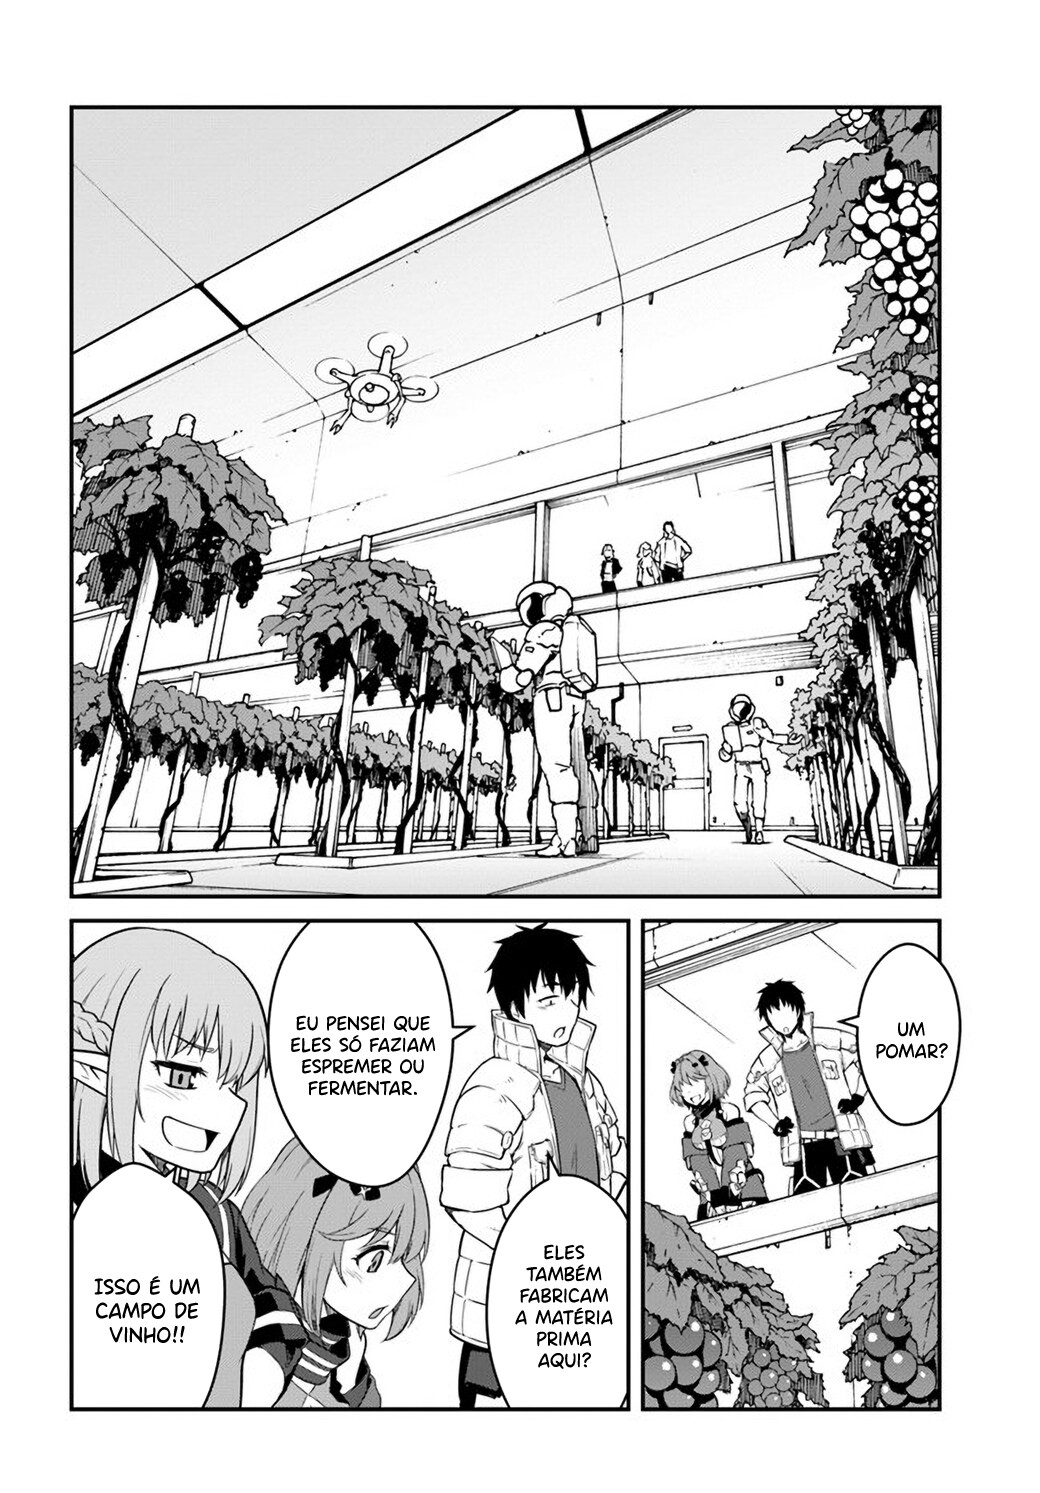 UM
POMAR?
EU PENSEI QUE
ELES SÓ FAZIAM
ESPREMER OU
FERMENTAR.
ELES
TAMBÉM
FABRICAM
A MATÉRIA
PRIMA
AQUI?
ISSO É UM
CAMPO DE
VINHO!!